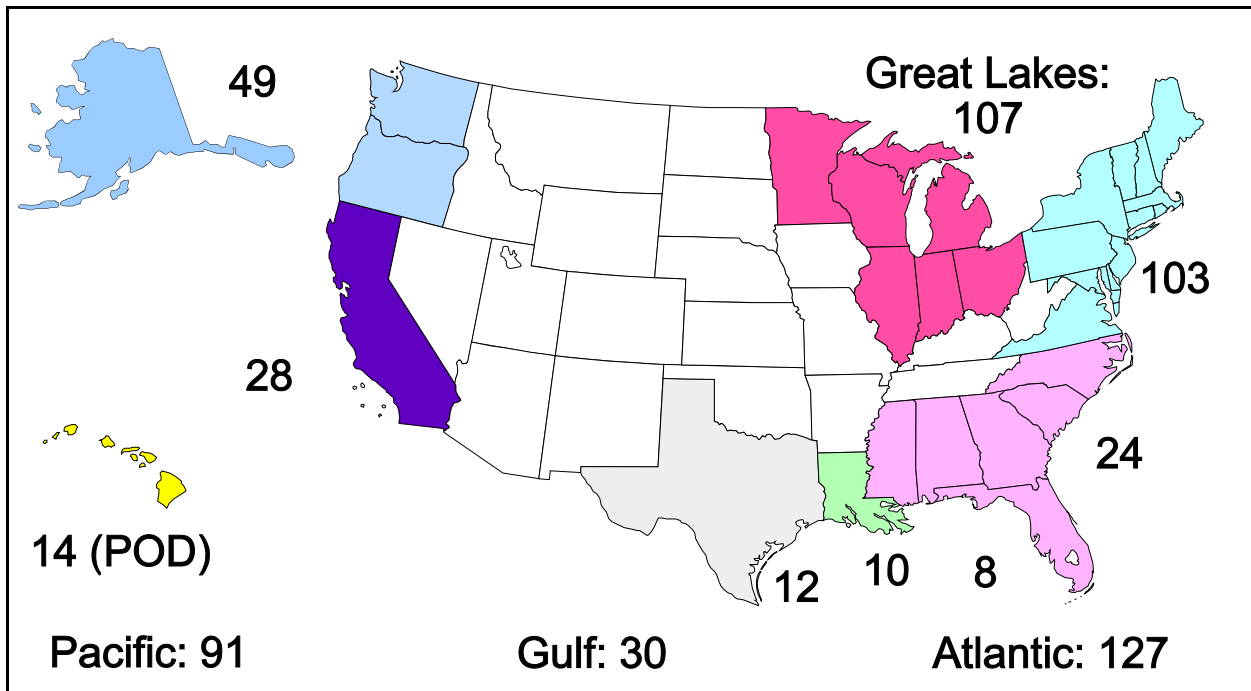 49
Great Lakes:
107
103
28
24
14 (POD)
12
10
8
Pacific: 91
Gulf: 30
Atlantic: 127